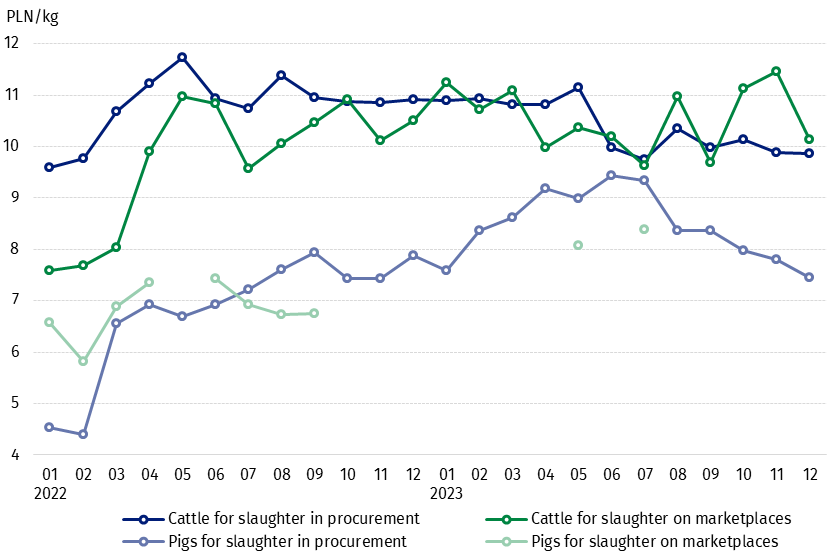 PLN/kg
12
11
10
9
8
7
6
5
4
01 02 03 04 05 06 07 08 09 10 11 12 01 02 03 04 05 06 07 08 09 10 11 12
2022 2023
Cattle for slaughter in procurement Cattle for slaughter on marketplaces
Pigs for slaughter in procurement Pigs for slaughter on marketplaces